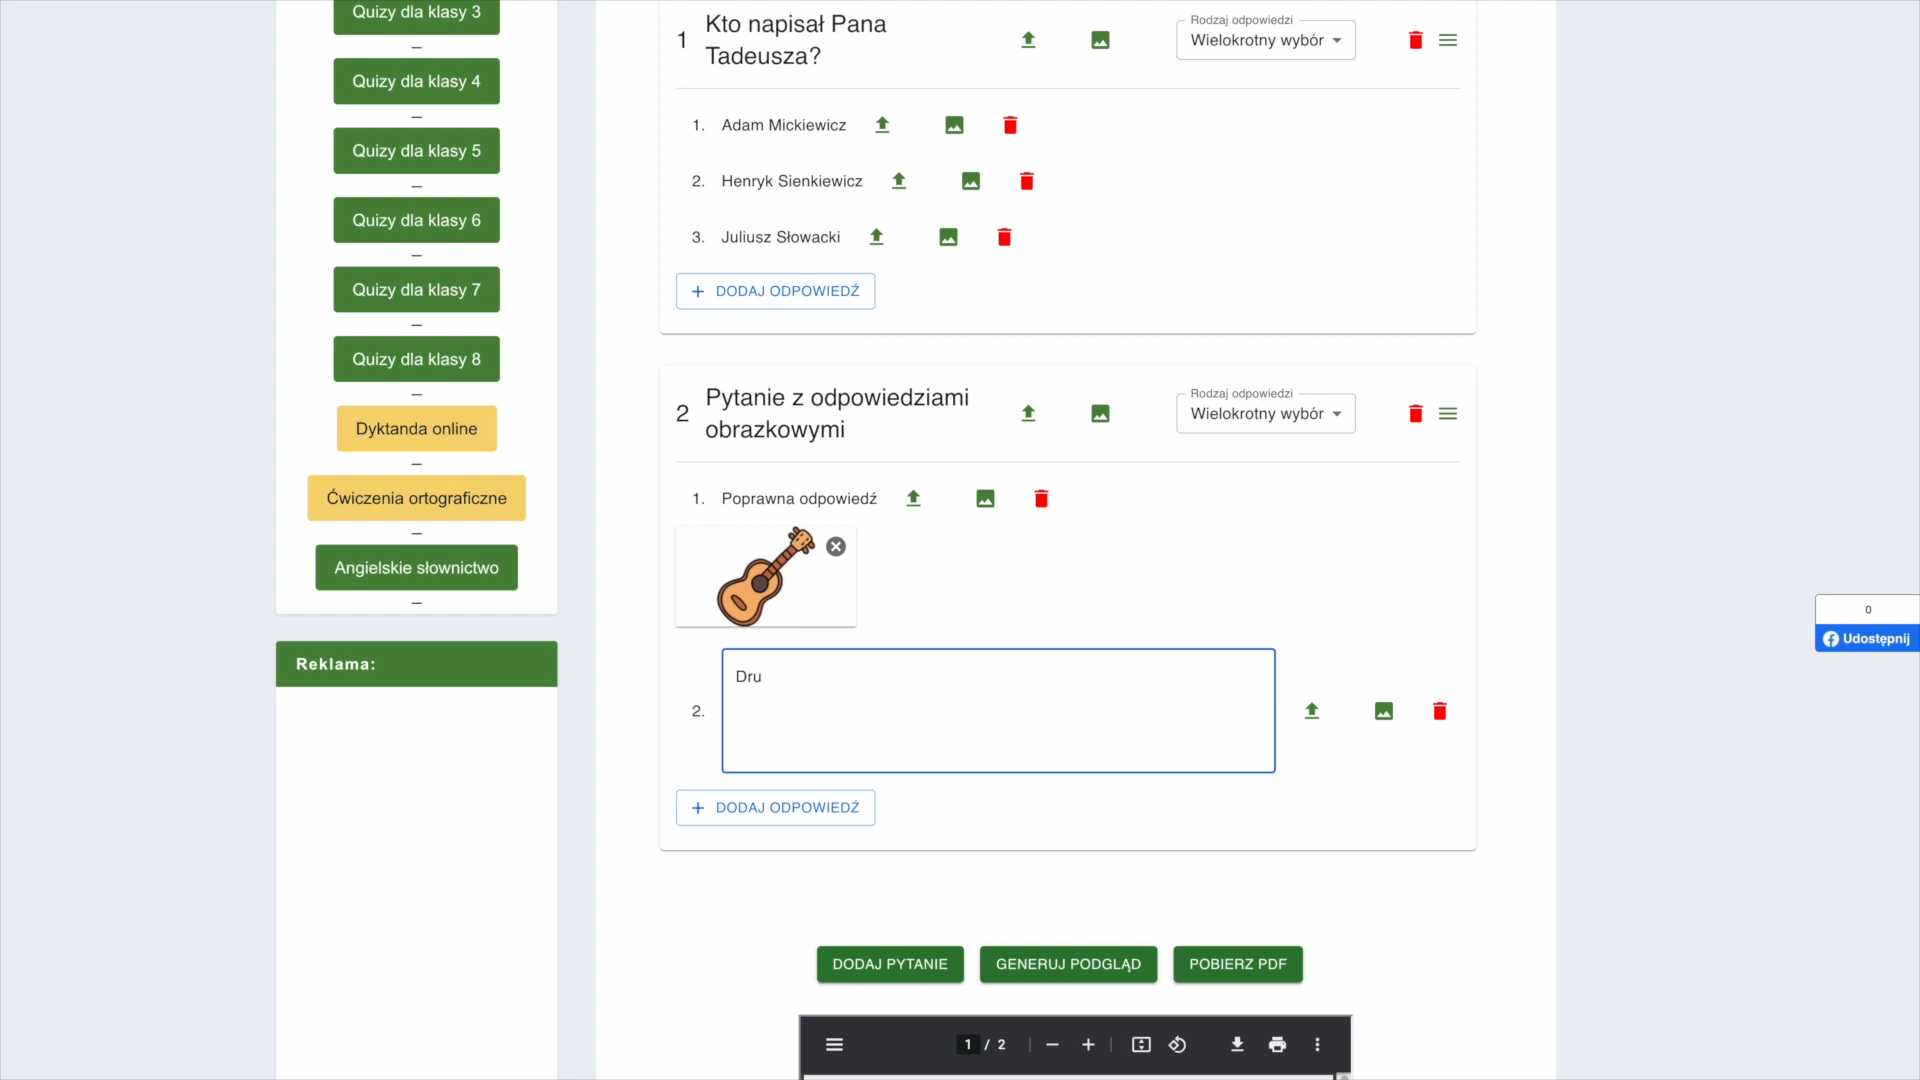 Quizy dla klasy 3
–
Quizy dla klasy 4
–
Quizy dla klasy 5
–
Quizy dla klasy 6
–
Quizy dla klasy 7
–
Quizy dla klasy 8
–
Dyktanda online
–
Ćwiczenia ortograficzne
–
Angielskie słownictwo
–
Reklama:
1
Kto napisał Pana
Tadeusza?
Rodzaj odpowiedzi
Wielokrotny wybór
1. Adam Mickiewicz
2. Henryk Sienkiewicz
3. Juliusz Słowacki
+ DODAJ ODPOWIEDŹ
2
Pytanie z odpowiedziami
obrazkowymi
Rodzaj odpowiedzi
Wielokrotny wybór
1. Poprawna odpowiedź
2. Dru
+ DODAJ ODPOWIEDŹ
DODAJ PYTANIE
GENERUJ PODGLĄD
POBIERZ PDF
1 / 2
0
Udostępnij